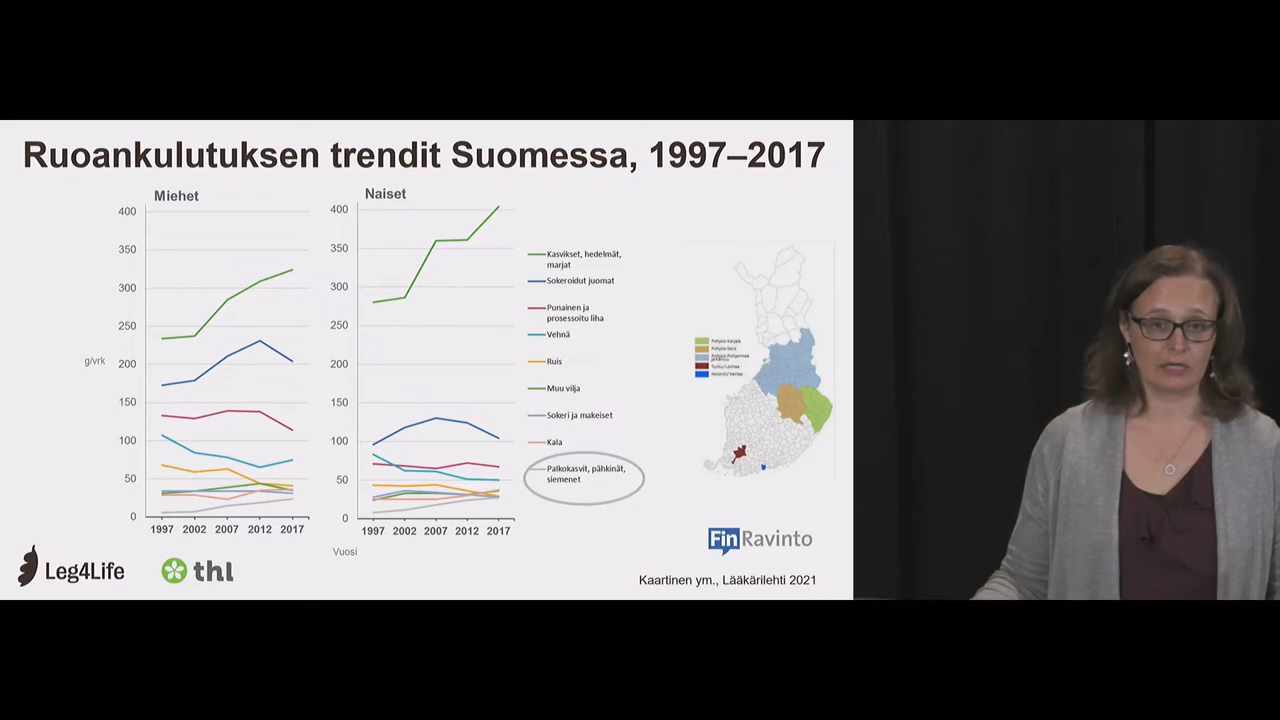 Ruoankulutuksen trendit Suomessa, 1997–2017
Miehet
400
350
300
250
200
150
100
50
0
g/vrk
1997 2002 2007 2012 2017
Naiset
400
350
300
250
200
150
100
50
0
1997 2002 2007 2012 2017
Vuosi
Kasvikset, hedelmät,
marjat
Sokeroidut juomat
Punainen ja
prosessoitu liha
Vehnä
Ruis
Muu vilja
Sokeri ja makeiset
Kala
Palkokasvit, pähkinät,
siemenet
Pohjois-Karjala
Pohjois-Savo
Pohjois-Pohjanmaa
Turku/Loimaa
Helsinki/Vantaa
FinRavinto
Leg4Life
thl
Kaartinen ym., Lääkärilehti 2021